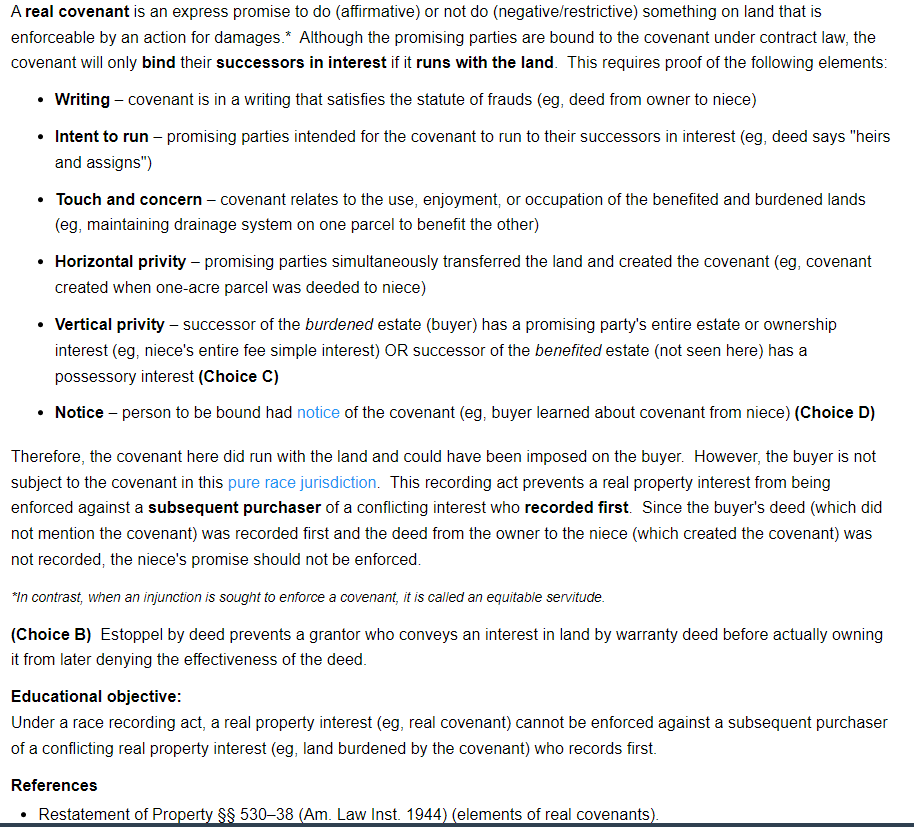 A real covenant is an express promise to do (affirmative) or not do (negative/restrictive) something on land that is
enforceable by an action for damages.* Although the promising parties are bound to the covenant under contract law, the
covenant will only bind their successors in interest if it runs with the land. This requires proof of the following elements:
• Writing – covenant is in a writing that satisfies the statute of frauds (eg, deed from owner to niece)
• Intent to run – promising parties intended for the covenant to run to their successors in interest (eg, deed says "heirs
and assigns")
• Touch and concern – covenant relates to the use, enjoyment, or occupation of the benefited and burdened lands
(eg, maintaining drainage system on one parcel to benefit the other)
• Horizontal privity – promising parties simultaneously transferred the land and created the covenant (eg, covenant
created when one-acre parcel was deeded to niece)
• Vertical privity – successor of the burdened estate (buyer) has a promising party's entire estate or ownership
interest (eg, niece's entire fee simple interest) OR successor of the benefited estate (not seen here) has a
possessory interest (Choice C)
• Notice – person to be bound had notice of the covenant (eg, buyer learned about covenant from niece) (Choice D)
Therefore, the covenant here did run with the land and could have been imposed on the buyer. However, the buyer is not
subject to the covenant in this pure race jurisdiction. This recording act prevents a real property interest from being
enforced against a subsequent purchaser of a conflicting interest who recorded first. Since the buyer's deed (which did
not mention the covenant) was recorded first and the deed from the owner to the niece (which created the covenant) was
not recorded, the niece's promise should not be enforced.
*In contrast, when an injunction is sought to enforce a covenant, it is called an equitable servitude.
(Choice B) Estoppel by deed prevents a grantor who conveys an interest in land by warranty deed before actually owning
it from later denying the effectiveness of the deed.
Educational objective:
Under a race recording act, a real property interest (eg, real covenant) cannot be enforced against a subsequent purchaser
of a conflicting real property interest (eg, land burdened by the covenant) who records first.
References
• Restatement of Property §§ 530–38 (Am. Law Inst. 1944) (elements of real covenants).